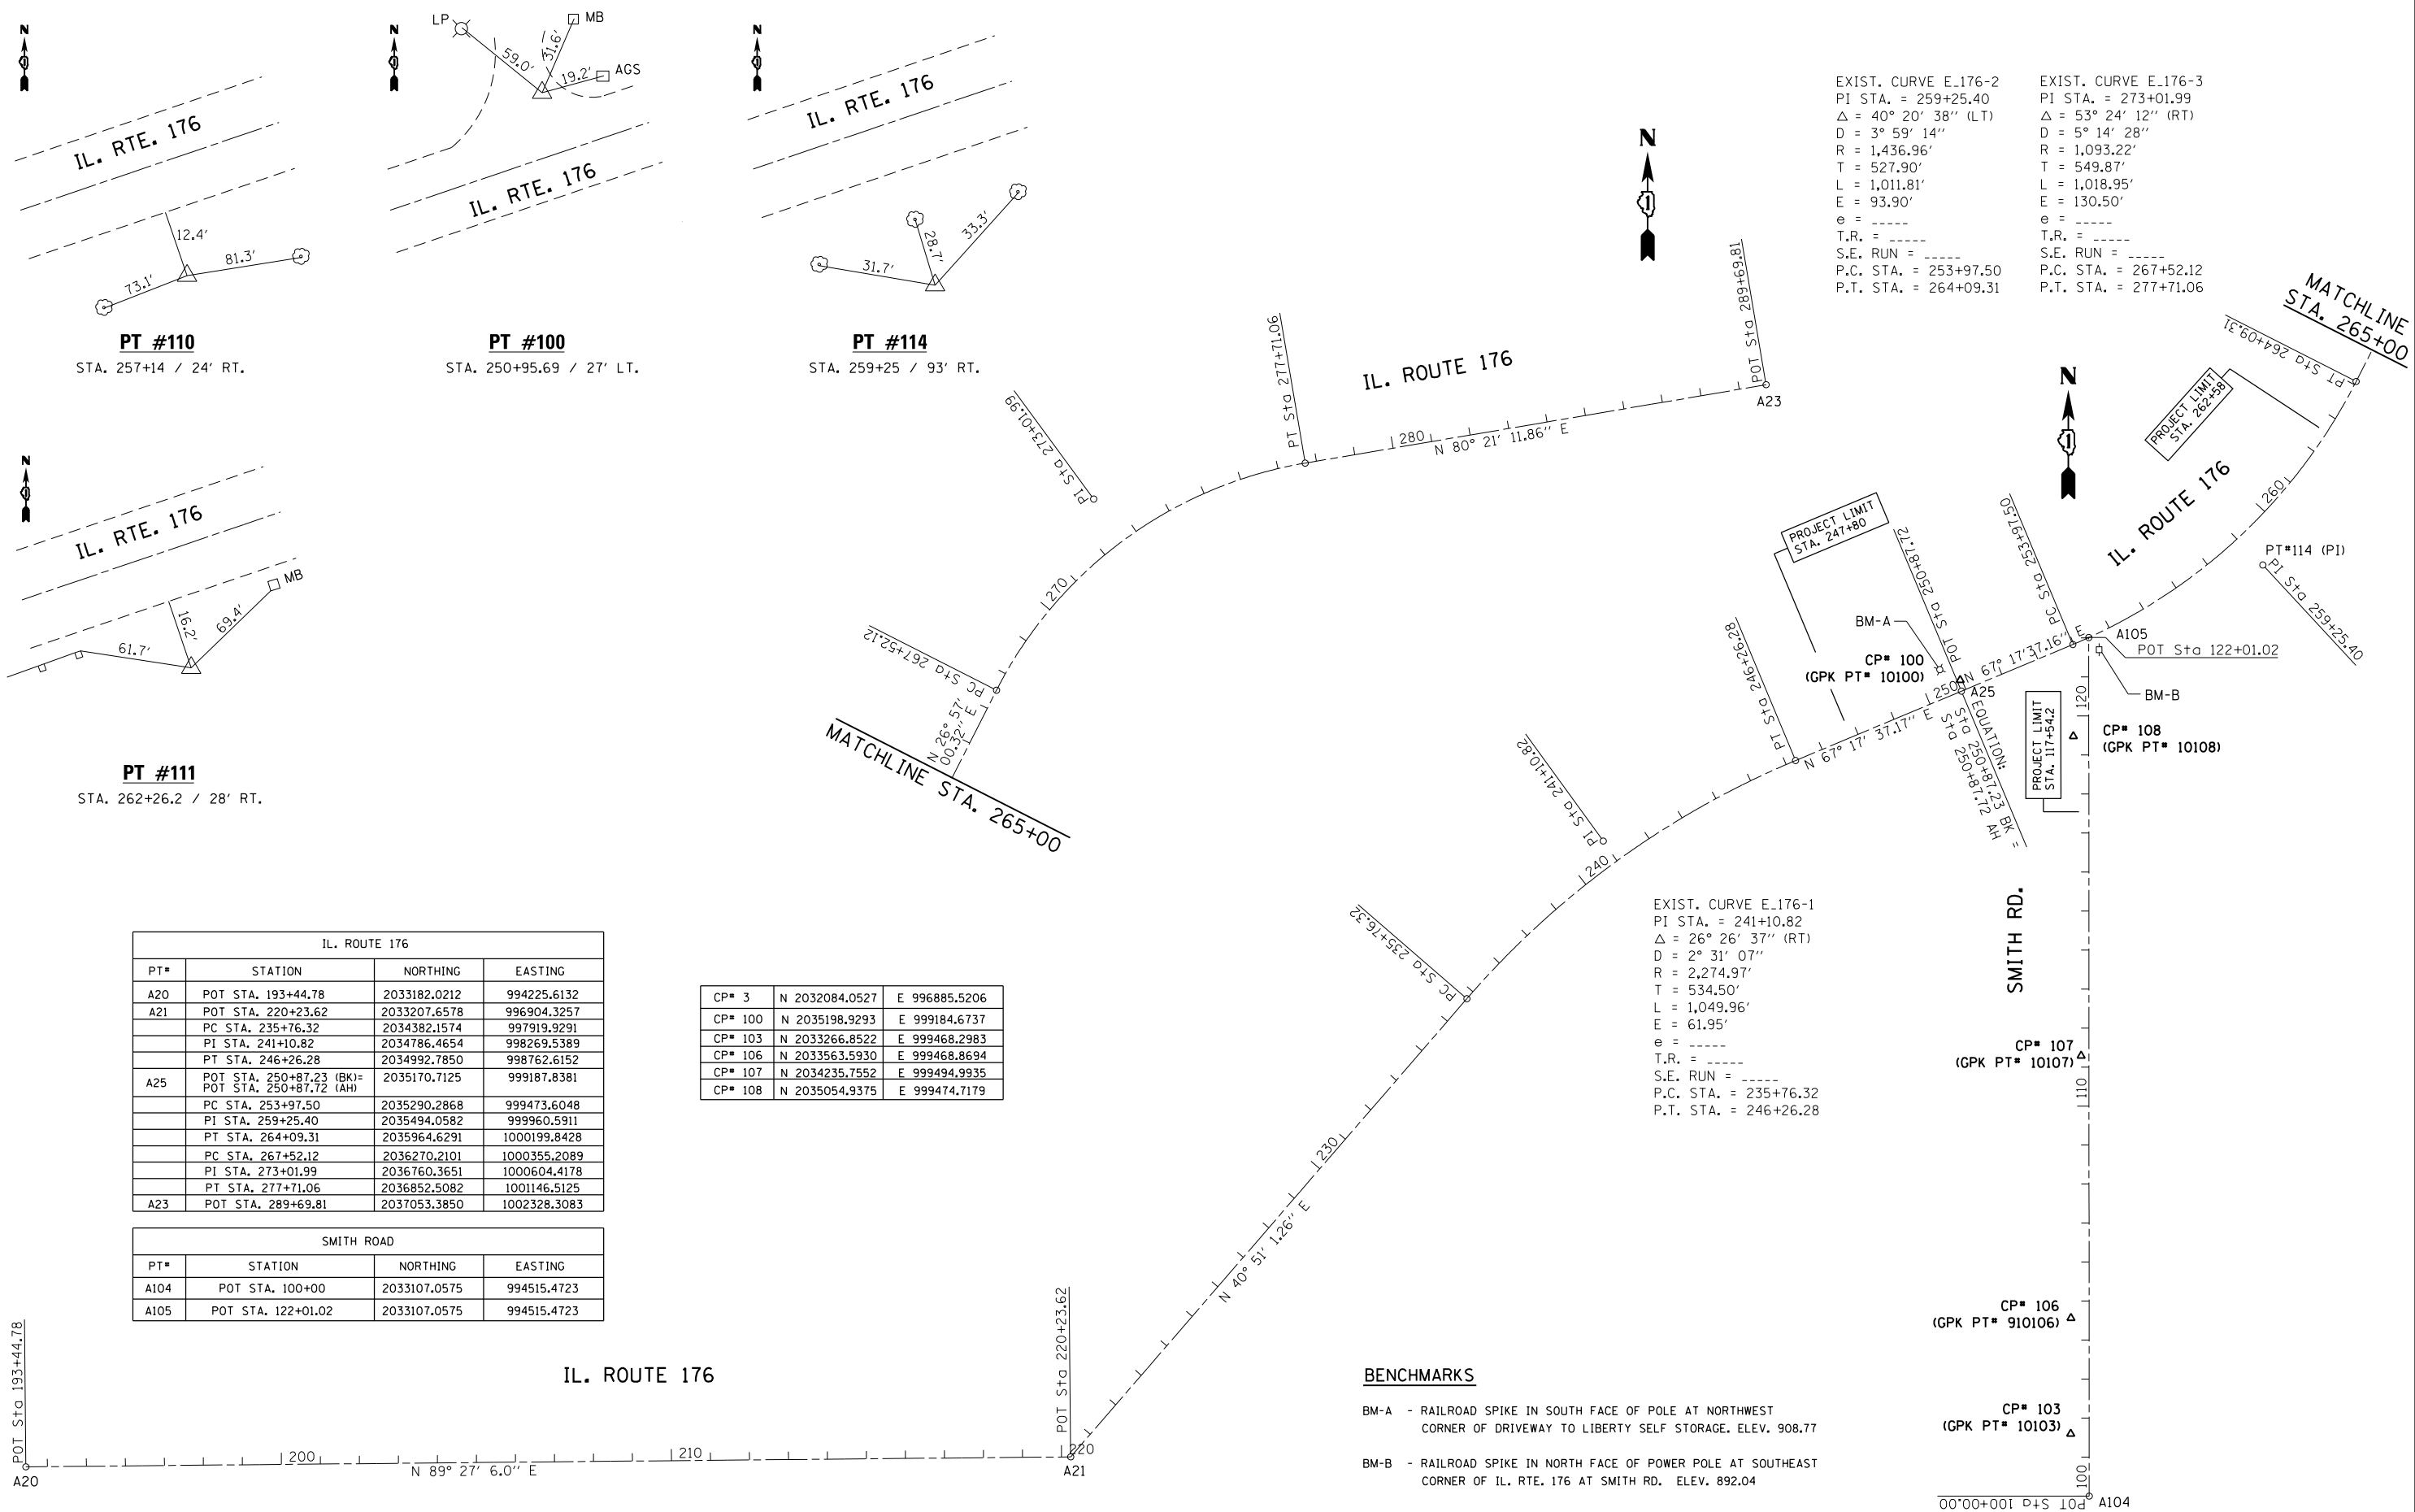 N
IL. RTE. 176
12.4'
81.3'
73.1'
PT #110
STA. 257+14 / 24' RT.
N
LP
MB
59.0'
31.6'
19.2'
AGS
IL. RTE. 176
PT #100
STA. 250+95.69 / 27' LT.
N
IL. RTE. 176
31.7'
28.7'
33.3'
PT #114
STA. 259+25 / 93' RT.
N
IL. RTE. 176
MB
61.7'
16.2'
69.4'
PT #111
STA. 262+26.2 / 28' RT.
EXIST. CURVE E_176-2
PI STA. = 259+25.40
Δ = 40° 20' 38'' (LT)
D = 3° 59' 14''
R = 1,436.96'
T = 527.90'
L = 1,011.81'
E = 93.90'
e = _____
T.R. = _____
S.E. RUN = _____
P.C. STA. = 253+97.50
P.T. STA. = 264+09.31
EXIST. CURVE E_176-3
PI STA. = 273+01.99
Δ = 53° 24' 12'' (RT)
D = 5° 14' 28''
R = 1,093.22'
T = 549.87'
L = 1,018.95'
E = 130.50'
e = _____
T.R. = _____
S.E. RUN = _____
P.C. STA. = 267+52.12
P.T. STA. = 277+71.06
N
1
MATCHLINE STA. 265+00
N 26° 57'
00.32'' E
PC Sta 267+52.12
270
PI Sta 273+01.99
PT Sta 277+71.06
IL. ROUTE 176
280
N 80° 21' 11.86'' E
POT Sta 289+69.81
A23
N
1
MATCHLINE
STA. 265+00
PT Sta 264+09.31
PROJECT LIMIT
STA. 262+58
IL. ROUTE 176
260
PT#114 (PI)
PI Sta 259+25.40
PC Sta 253+97.50
A105
POT Sta 122+01.02
BM-B
N 67° 17'37.16'' E
POT Sta 250+87.72
BM-A
CP# 100
(GPK PT# 10100)
PROJECT LIMIT
STA. 247+80
PT Sta 246+26.28
250
A25
N 67° 17' 37.17'' E
EQUATION:
Sta 250+87.23 BK =
Sta 250+87.72 AH
PROJECT LIMIT
STA. 117+54.2
120
CP# 108
(GPK PT# 10108)
PI Sta 241+10.82
240
PC Sta 235+76.32
EXIST. CURVE E_176-1
PI STA. = 241+10.82
Δ = 26° 26' 37'' (RT)
D = 2° 31' 07''
R = 2,274.97'
T = 534.50'
L = 1,049.96'
E = 61.95'
e = _____
T.R. = _____
S.E. RUN = _____
P.C. STA. = 235+76.32
P.T. STA. = 246+26.28
SMITH RD.
CP# 107
(GPK PT# 10107)
110
CP# 106
(GPK PT# 910106)
CP# 103
(GPK PT# 10103)
100
POT Sta 100+00.00
A104
IL. ROUTE 176
PT# STATION NORTHING EASTING
A20 POT STA. 193+44.78 2033182.0212 994225.6132
A21 POT STA. 220+23.62 2033207.6578 996904.3257
PC STA. 235+76.32 2034382.1574 997919.9291
PI STA. 241+10.82 2034786.4654 998269.5389
PT STA. 246+26.28 2034992.7850 998762.6152
A25 POT STA. 250+87.23 (BK)= 2035170.7125 999187.8381
POT STA. 250+87.72 (AH)
PC STA. 253+97.50 2035290.2868 999473.6048
PI STA. 259+25.40 2035494.0582 999960.5911
PT STA. 264+09.31 2035964.6291 1000199.8428
PC STA. 267+52.12 2036270.2101 1000355.2089
PI STA. 273+01.99 2036760.3651 1000604.4178
PT STA. 277+71.06 2036852.5082 1001146.5125
A23 POT STA. 289+69.81 2037053.3850 1002328.3083
SMITH ROAD
PT# STATION NORTHING EASTING
A104 POT STA. 100+00 2033107.0575 994515.4723
A105 POT STA. 122+01.02 2033107.0575 994515.4723
CP# 3 N 2032084.0527 E 996885.5206
CP# 100 N 2035198.9293 E 999184.6737
CP# 103 N 2033266.8522 E 999468.2983
CP# 106 N 2033563.5930 E 999468.8694
CP# 107 N 2034235.7552 E 999494.9935
CP# 108 N 2035054.9375 E 999474.7179
POT Sta 193+44.78
A20
200
N 89° 27' 6.0'' E
IL. ROUTE 176
210
POT Sta 220+23.62
220
A21
N 40° 51' 1.26'' E
230
BENCHMARKS
BM-A - RAILROAD SPIKE IN SOUTH FACE OF POLE AT NORTHWEST
CORNER OF DRIVEWAY TO LIBERTY SELF STORAGE. ELEV. 908.77
BM-B - RAILROAD SPIKE IN NORTH FACE OF POWER POLE AT SOUTHEAST
CORNER OF IL. RTE. 176 AT SMITH RD. ELEV. 892.04